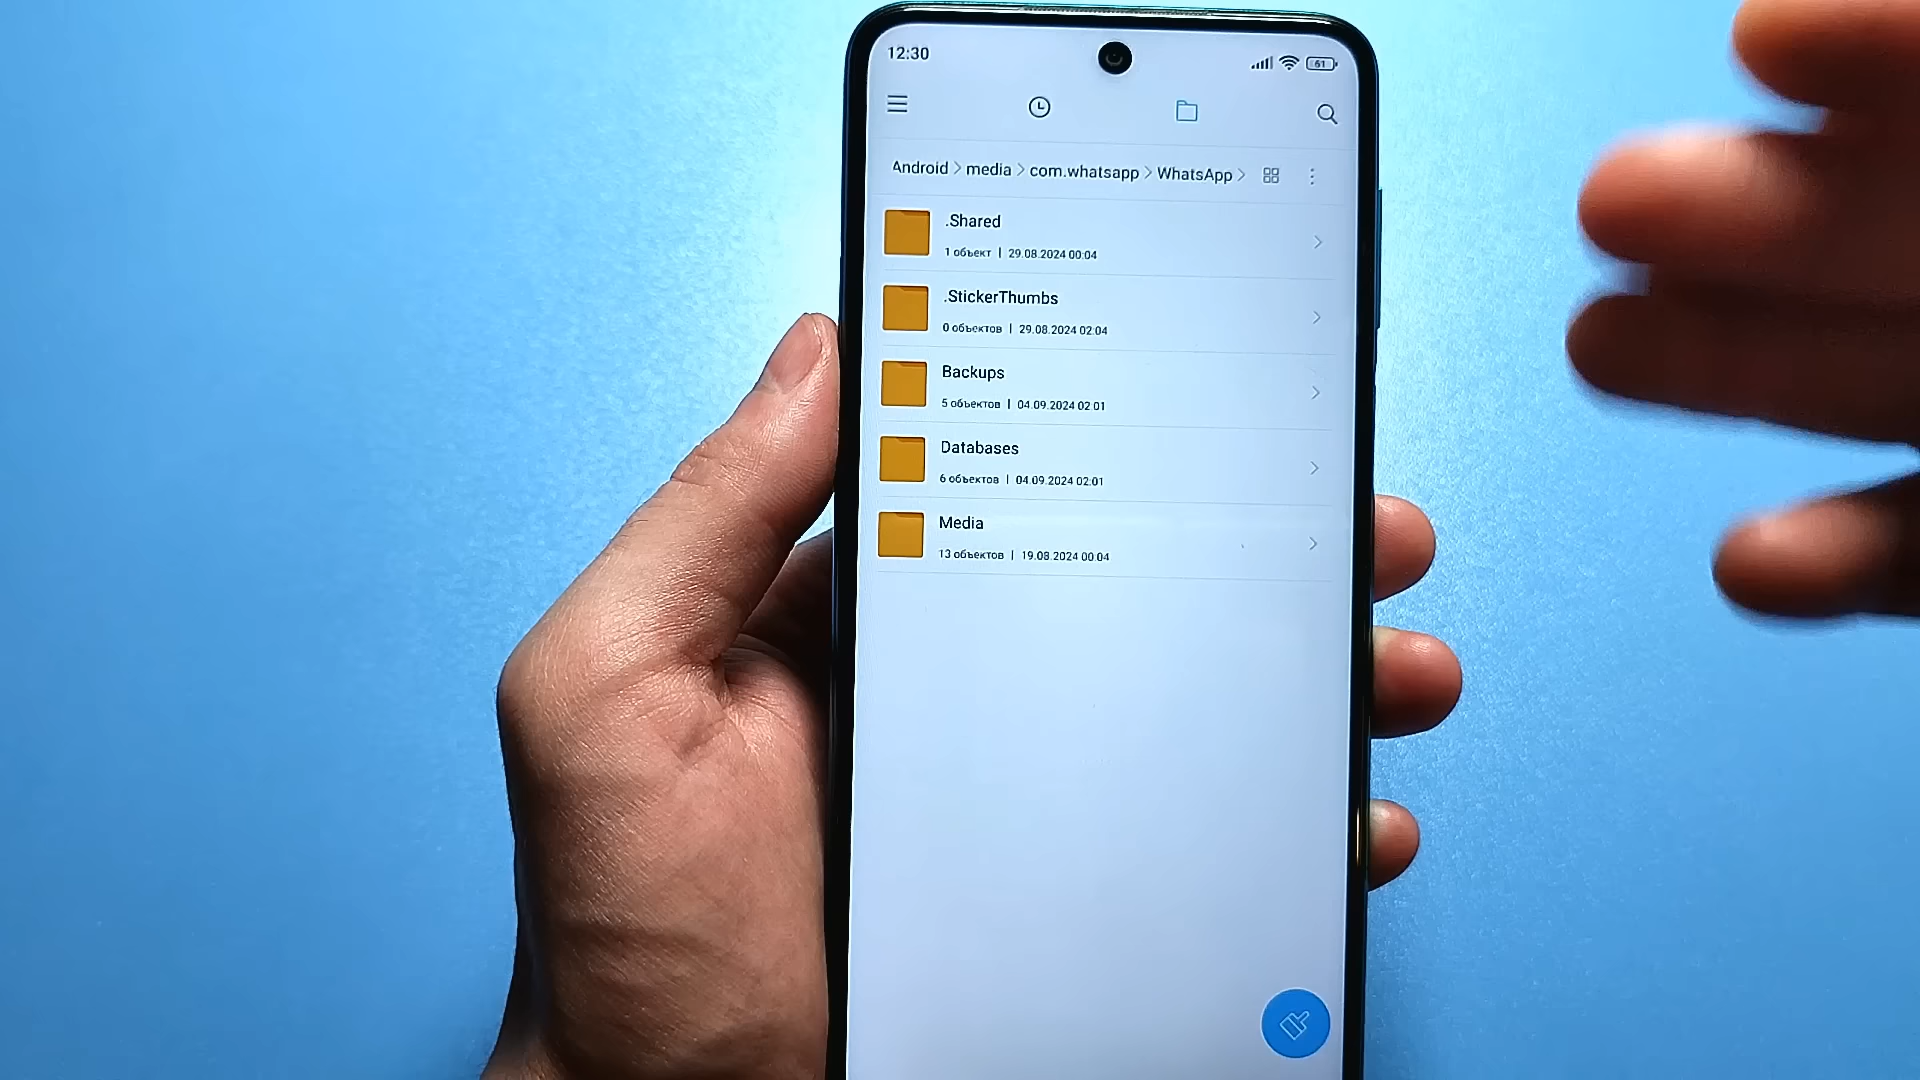 12:30
61
Android > media > com.whatsapp > WhatsApp >
.Shared
1 объект | 29.08.2024 00:04
.StickerThumbs
0 объектов | 29.08.2024 02:04
Backups
5 объектов | 04.09.2024 02:01
Databases
6 объектов | 04.09.2024 02:01
Media
13 объектов | 19.08.2024 00:04